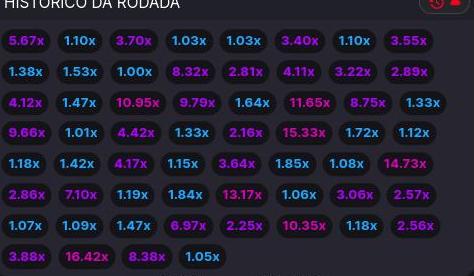 HISTÓRICO DA RODADA
5.67x 1.10x 3.70x 1.03x 1.03x 3.40x 1.10x 3.55x
1.38x 1.53x 1.00x 8.32x 2.81x 4.11x 3.22x 2.89x
4.12x 1.47x 10.95x 9.79x 1.64x 11.65x 8.75x 1.33x
9.66x 1.01x 4.42x 1.33x 2.16x 15.33x 1.72x 1.12x
1.18x 1.42x 4.17x 1.15x 3.64x 1.85x 1.08x 14.73x
2.86x 7.10x 1.19x 1.84x 13.17x 1.06x 3.06x 2.57x
1.07x 1.09x 1.47x 6.97x 2.25x 10.35x 1.18x 2.56x
3.88x 16.42x 8.38x 1.05x